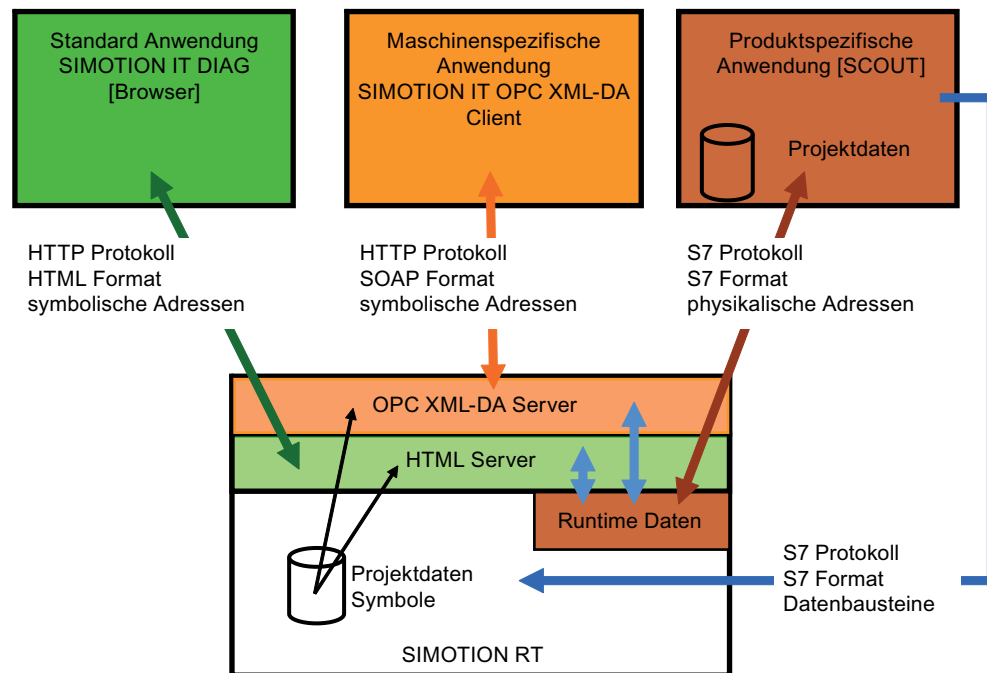 Standard Anwendung
SIMOTION IT DIAG
[Browser]
Maschinenspezifische
Anwendung
SIMOTION IT OPC XML-DA
Client
Produktspezifische
Anwendung [SCOUT]
Projektdaten
HTTP Protokoll
HTML Format
symbolische Adressen
HTTP Protokoll
SOAP Format
symbolische Adressen
S7 Protokoll
S7 Format
physikalische Adressen
OPC XML-DA Server
HTML Server
Runtime Daten
Projektdaten
Symbole
S7 Protokoll
S7 Format
Datenbausteine
SIMOTION RT